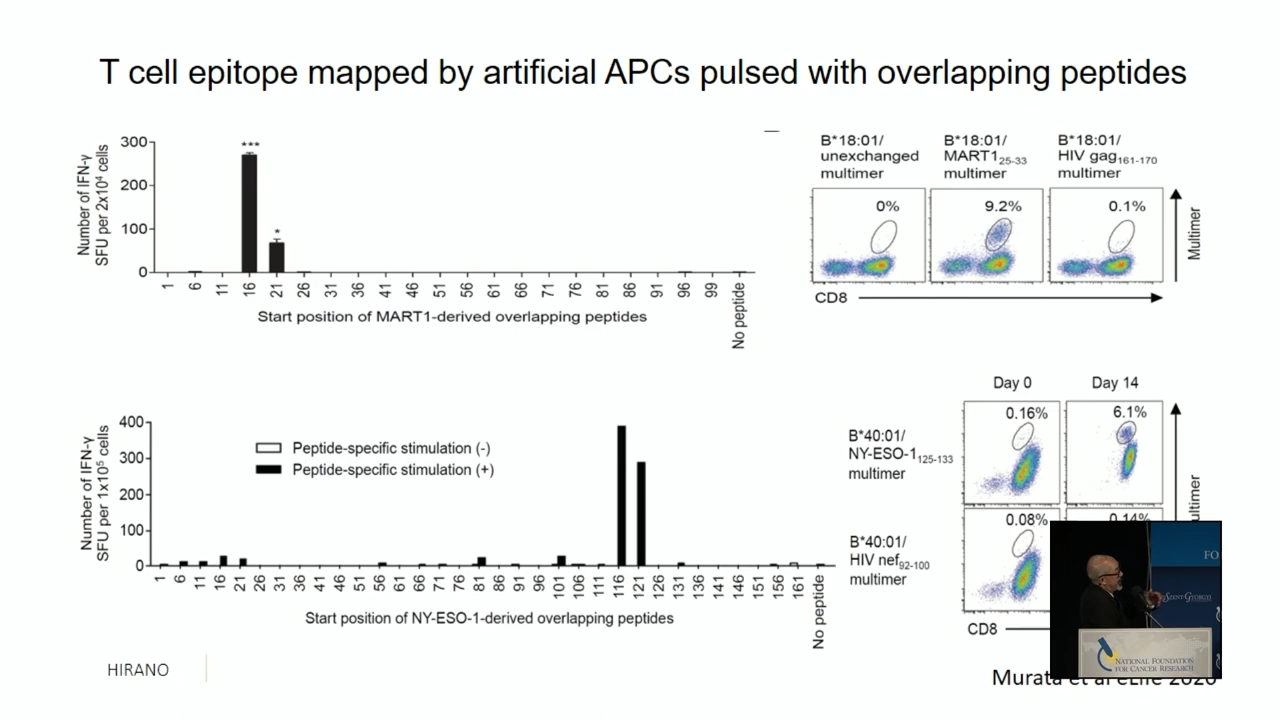 T cell epitope mapped by artificial APCs pulsed with overlapping peptides
Number of IFN-γ
SFU per 2x10⁴ cells
300
200
100
0
***
*
1 6 11 16 21 26 31 36 41 46 51 56 61 66 71 76 81 86 91 96 99 No peptide
Start position of MART1-derived overlapping peptides
B*18:01/
unexchanged
multimer
B*18:01/
MART1₂₅₋₃₃
multimer
B*18:01/
HIV gag₁₆₁₋₁₇₀
multimer
0%
9.2%
0.1%
Multimer
CD8
Number of IFN-γ
SFU per 1x10⁵ cells
400
300
200
100
0
Peptide-specific stimulation (-)
Peptide-specific stimulation (+)
1 6 11 16 21 26 31 36 41 46 51 56 61 66 71 76 81 86 91 96 101 106 111 116 121 126 131 136 141 146 151 156 161 No peptide
Start position of NY-ESO-1-derived overlapping peptides
Day 0
Day 14
B*40:01/
NY-ESO-1₁₂₅₋₁₃₃
multimer
0.16%
6.1%
B*40:01/
HIV nef₉₂₋₁₀₀
multimer
0.08%
0.14%
ultimer
CD8
FO
SZENT-GYÖRGYI
NATIONAL FOUNDATION
FOR CANCER RESEARCH
HIRANO
Murata et al eLife 2020